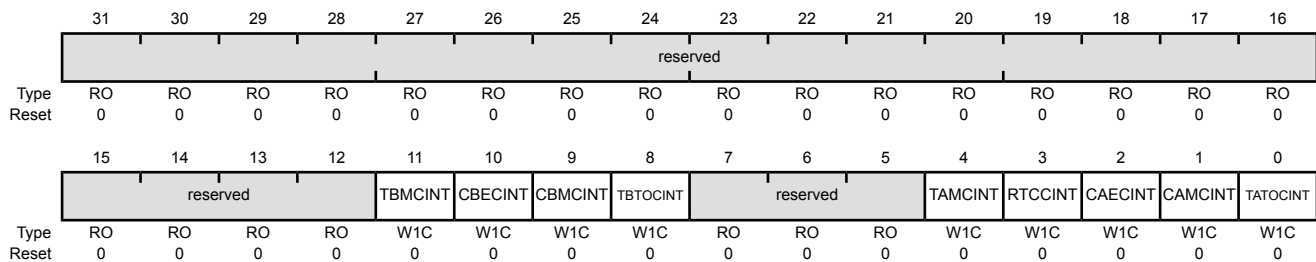 31 30 29 28 27 26 25 24 23 22 21 20 19 18 17 16
reserved
Type RO RO RO RO RO RO RO RO RO RO RO RO RO RO RO RO
Reset 0 0 0 0 0 0 0 0 0 0 0 0 0 0 0 0
15 14 13 12 11 10 9 8 7 6 5 4 3 2 1 0
reserved TBMCINT CBECINT CBMCINT TBTOCINT reserved TAMCINT RTCCINT CAECINT CAMCINT TATOCINT
Type RO RO RO RO W1C W1C W1C W1C RO RO RO W1C W1C W1C W1C W1C
Reset 0 0 0 0 0 0 0 0 0 0 0 0 0 0 0 0